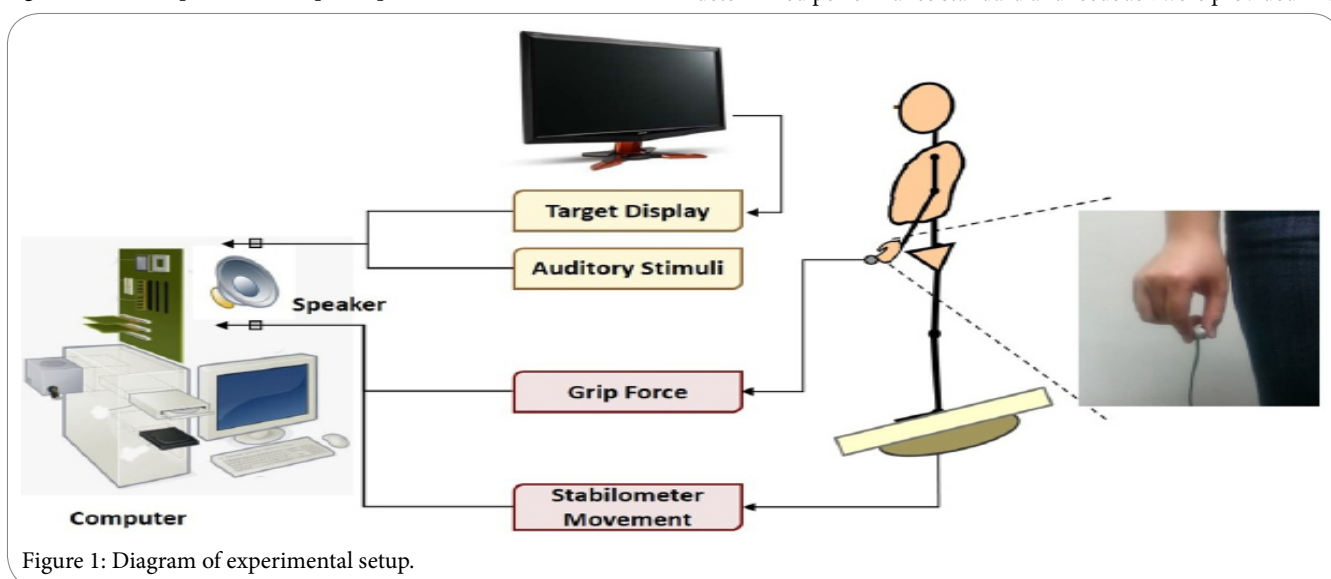 Target Display
Auditory Stimuli
Speaker
Grip Force
Stabilometer
Movement
Computer
Figure 1: Diagram of experimental setup.